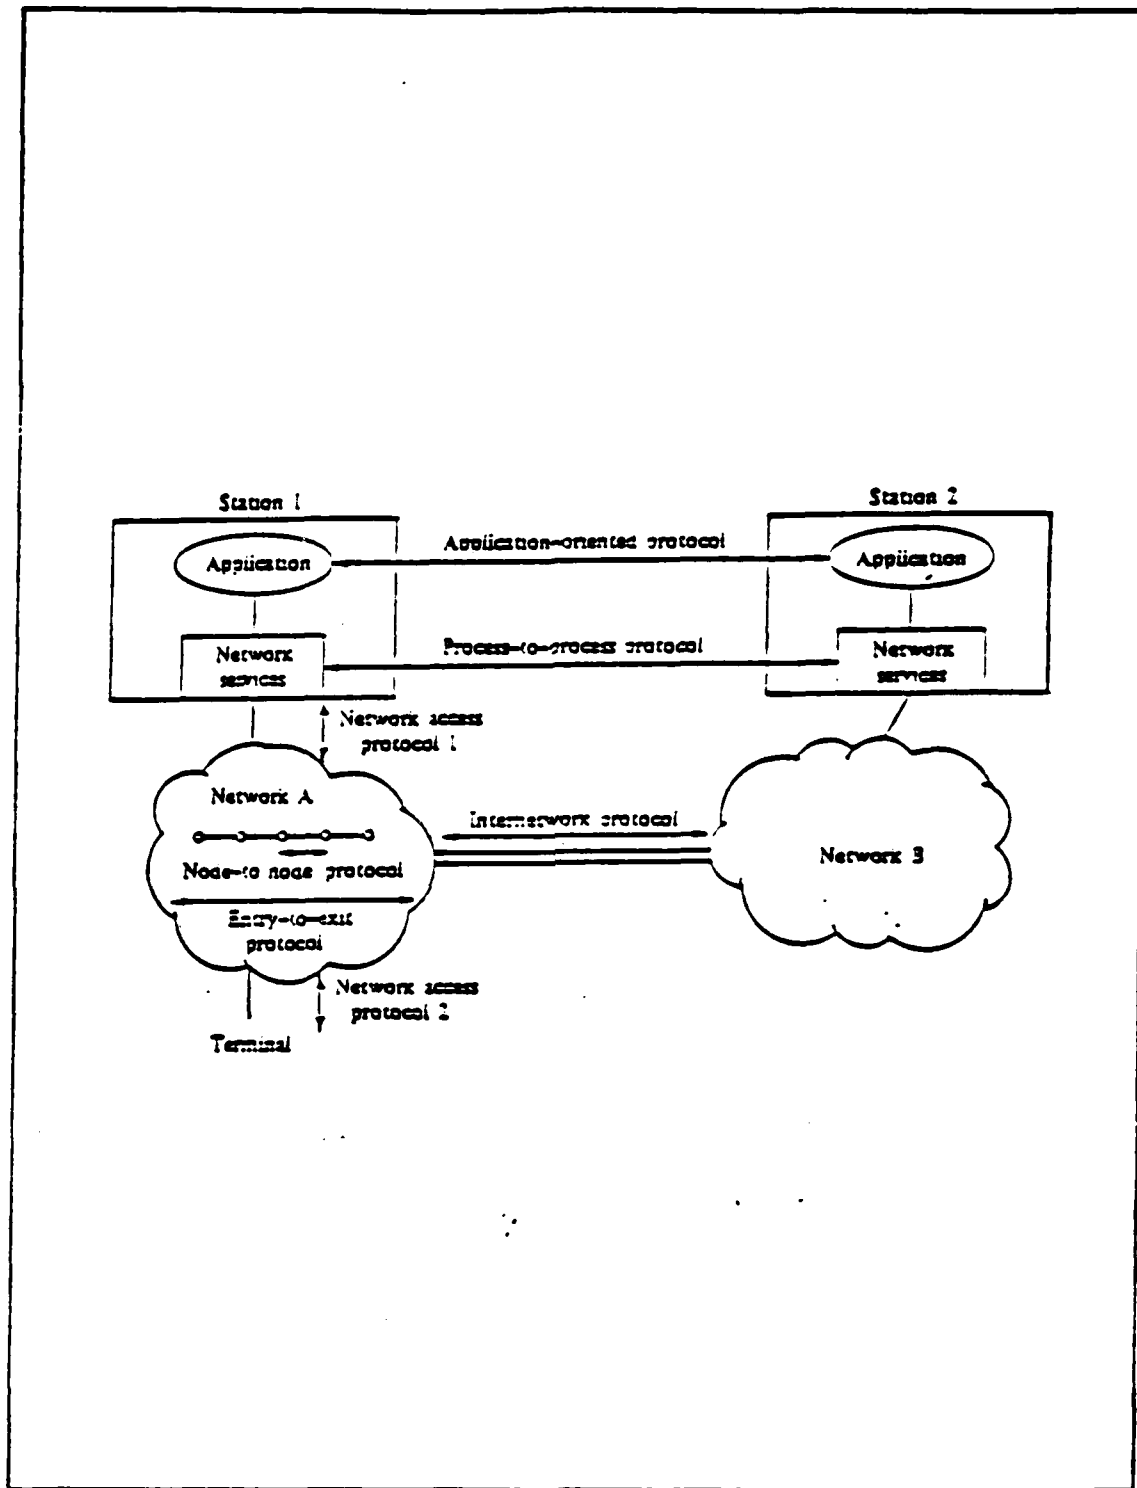 Station 1
Station 2
Application
Application-oriented protocol
Application
Network
services
Process-to-process protocol
Network
services
Network access
protocol 1
Network A
Node-to node protocol
Entry-to-exit
protocol
Internetwork protocol
Network B
Network access
protocol 2
Terminal